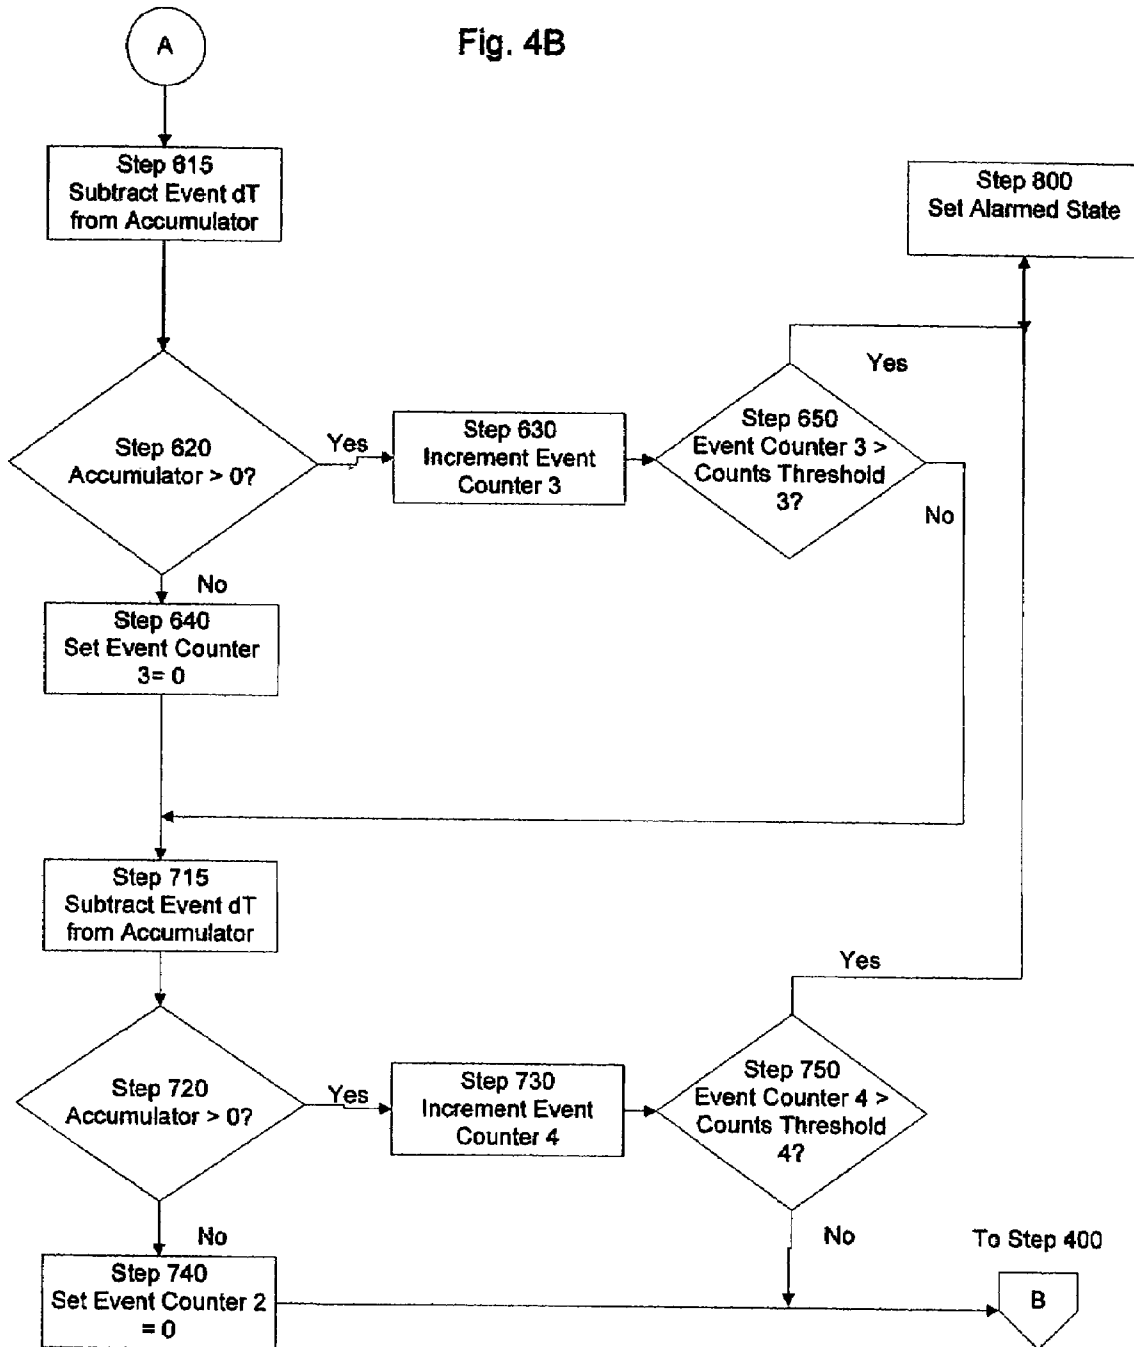 Fig. 4B
A
Step 615
Subtract Event dT
from Accumulator
Step 800
Set Alarmed State
Step 620
Accumulator > 0?
Yes
Step 630
Increment Event
Counter 3
Step 650
Event Counter 3 >
Counts Threshold
3?
Yes
No
No
Step 640
Set Event Counter
3= 0
Step 715
Subtract Event dT
from Accumulator
Step 720
Accumulator > 0?
Yes
Step 730
Increment Event
Counter 4
Step 750
Event Counter 4 >
Counts Threshold
4?
Yes
No
No
Step 740
Set Event Counter 2
= 0
To Step 400
B